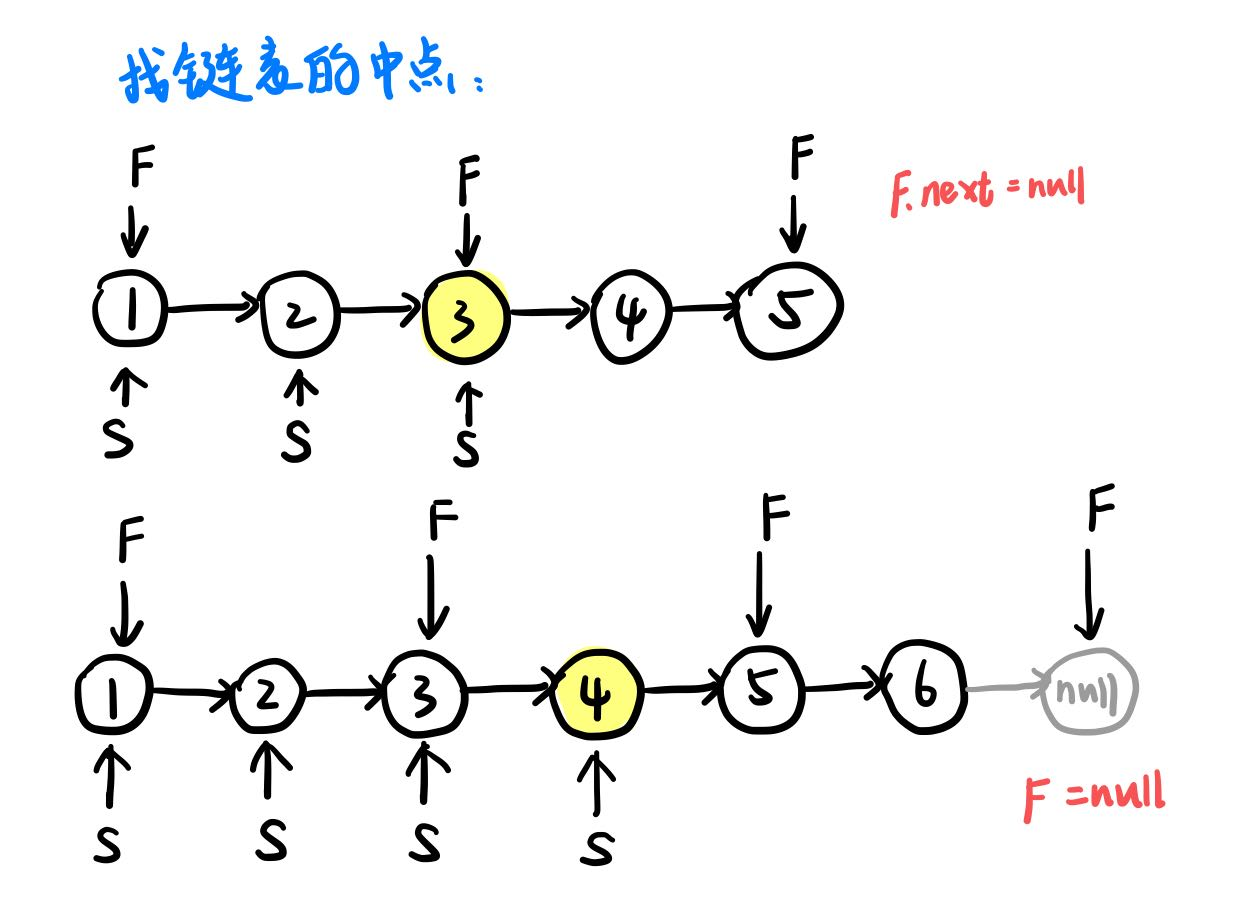 找链表的中点:
F F F
F.next = null
1 2 3 4 5
S S S
F F F F
1 2 3 4 5 6 null
S S S S
F = null